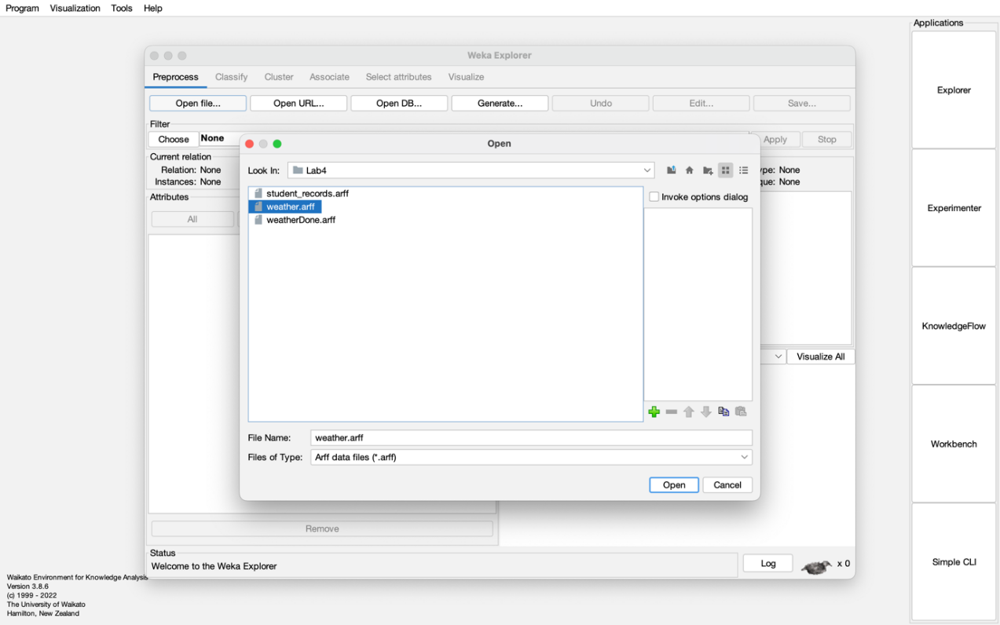 Program Visualization Tools Help
Applications
Weka Explorer
Preprocess Classify Cluster Associate Select attributes Visualize
Explorer
Open file... Open URL... Open DB... Generate... Undo Edit... Save...
Filter
Choose None Apply Stop
Open
Current relation
Relation: None
Instances: None
Look In: Lab4
ype: None
que: None
Attributes
student_records.arff
Invoke options dialog
weather.arff
weatherDone.arff
All
Experimenter
KnowledgeFlow
Visualize All
File Name: weather.arff
Files of Type: Arff data files (*.arff)
Workbench
Open Cancel
Remove
Status
Welcome to the Weka Explorer
Log x 0
Simple CLI
Waikato Environment for Knowledge Analysis
Version 3.8.6
(c) 1999 - 2022
The University of Waikato
Hamilton, New Zealand